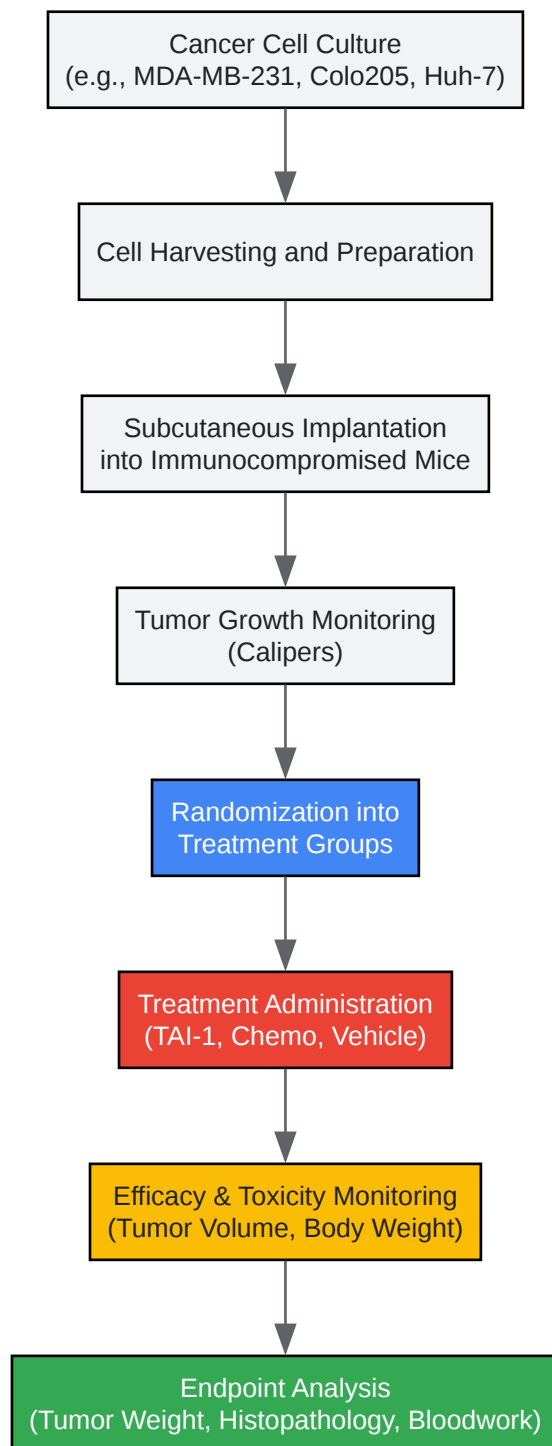 Cancer Cell Culture
(e.g., MDA-MB-231, Colo205, Huh-7)
Cell Harvesting and Preparation
Subcutaneous Implantation
into Immunocompromised Mice
Tumor Growth Monitoring
(Calipers)
Randomization into
Treatment Groups
Treatment Administration
(TAI-1, Chemo, Vehicle)
Efficacy & Toxicity Monitoring
(Tumor Volume, Body Weight)
Endpoint Analysis
(Tumor Weight, Histopathology, Bloodwork)